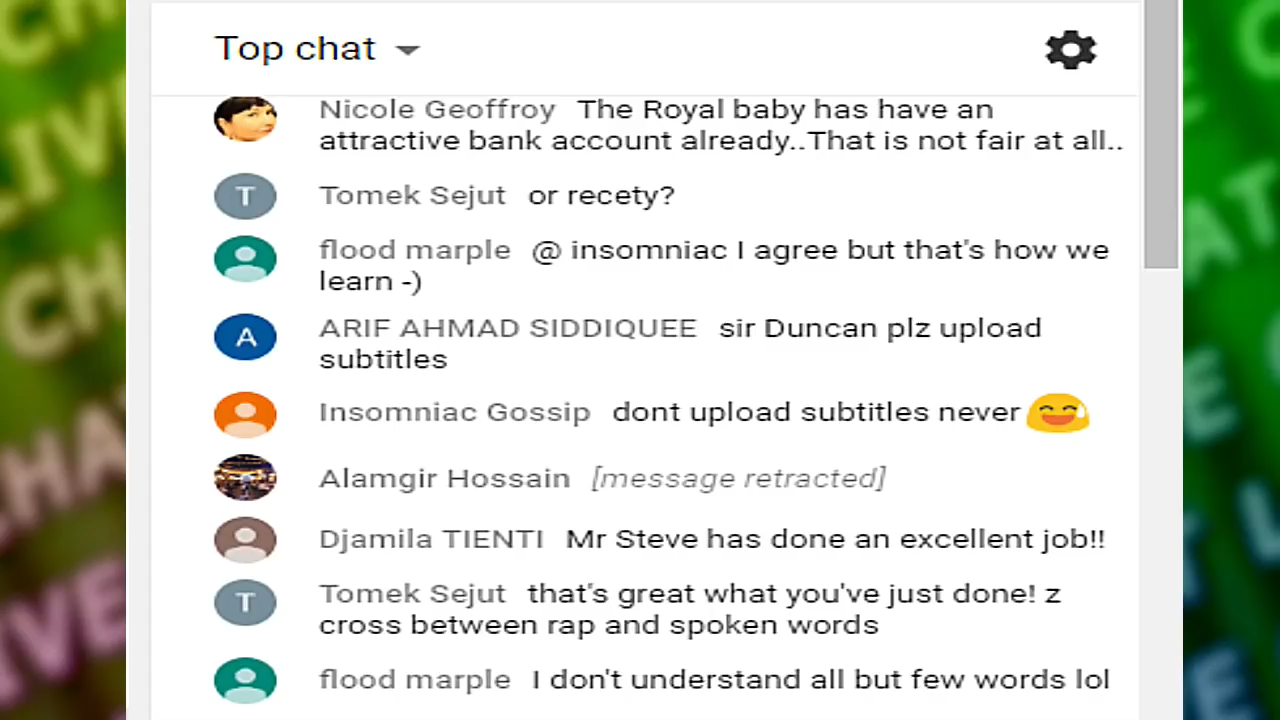 Top chat
Nicole Geoffroy The Royal baby has have an
attractive bank account already..That is not fair at all..
T Tomek Sejut or recety?
flood marple @ insomniac I agree but that's how we
learn -)
A ARIF AHMAD SIDDIQUEE sir Duncan plz upload
subtitles
Insomniac Gossip dont upload subtitles never 😅
Alamgir Hossain [message retracted]
Djamila TIENTI Mr Steve has done an excellent job!!
T Tomek Sejut that's great what you've just done! z
cross between rap and spoken words
flood marple I don't understand all but few words lol